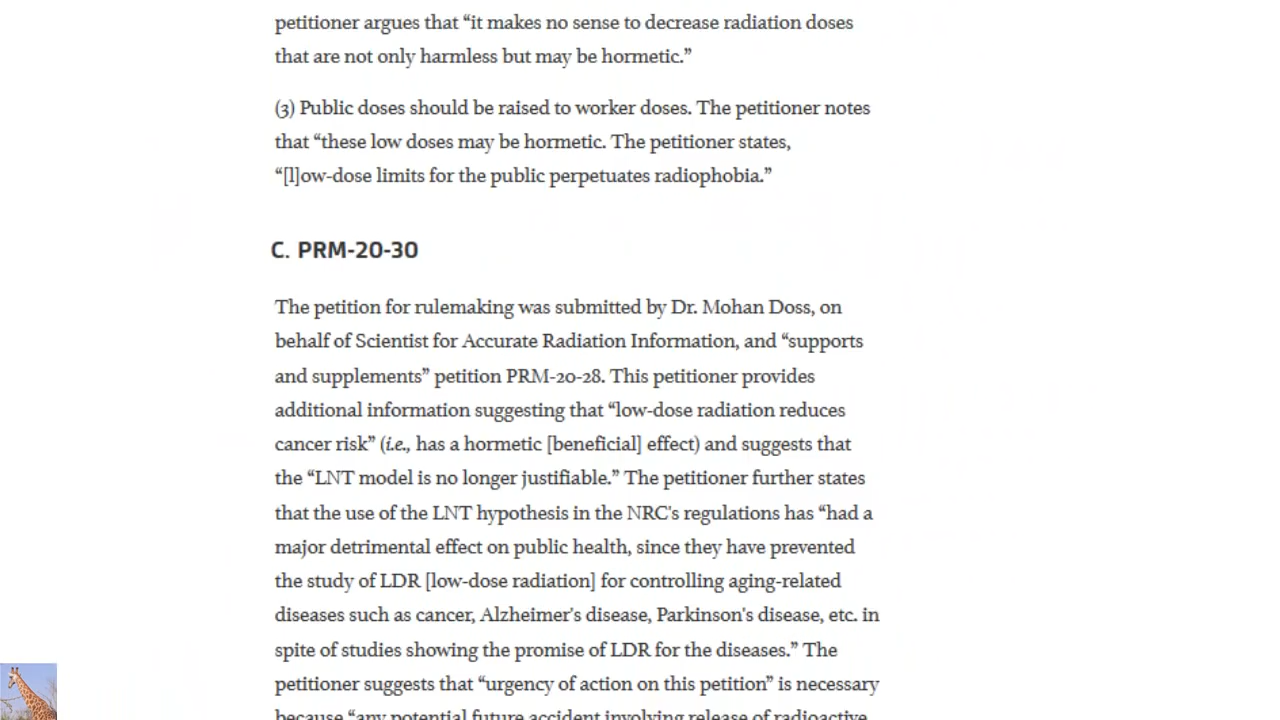 petitioner argues that “it makes no sense to decrease radiation doses
that are not only harmless but may be hormetic.”
(3) Public doses should be raised to worker doses. The petitioner notes
that “these low doses may be hormetic. The petitioner states,
“[l]ow-dose limits for the public perpetuates radiophobia.”
C. PRM-20-30
The petition for rulemaking was submitted by Dr. Mohan Doss, on
behalf of Scientist for Accurate Radiation Information, and “supports
and supplements” petition PRM-20-28. This petitioner provides
additional information suggesting that “low-dose radiation reduces
cancer risk” (i.e., has a hormetic [beneficial] effect) and suggests that
the “LNT model is no longer justifiable.” The petitioner further states
that the use of the LNT hypothesis in the NRC's regulations has “had a
major detrimental effect on public health, since they have prevented
the study of LDR [low-dose radiation] for controlling aging-related
diseases such as cancer, Alzheimer's disease, Parkinson's disease, etc. in
spite of studies showing the promise of LDR for the diseases.” The
petitioner suggests that “urgency of action on this petition” is necessary
because “any potential future accident involving release of radioactive